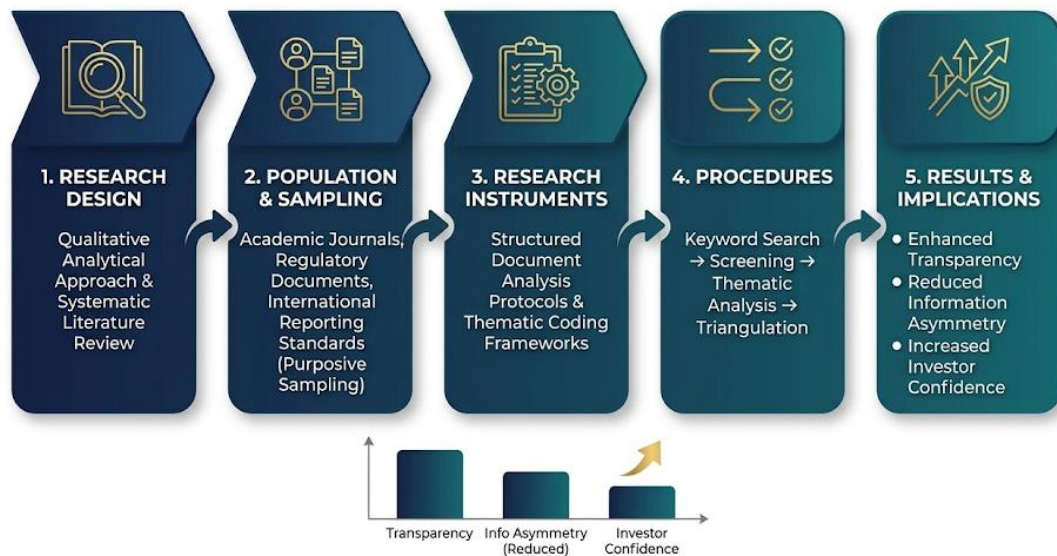 1. RESEARCH
DESIGN
Qualitative
Analytical
Approach &
Systematic
Literature
Review
2. POPULATION
& SAMPLING
Academic Journals,
Regulatory
Documents,
International
Reporting
Standards
(Purposive
Sampling)
3. RESEARCH
INSTRUMENTS
Structured
Document
Analysis
Protocols &
Thematic Coding
Frameworks
4. PROCEDURES
Keyword Search
→ Screening →
Thematic
Analysis →
Triangulation
5. RESULTS &
IMPLICATIONS
• Enhanced
Transparency
• Reduced
Information
Asymmetry
• Increased
Investor
Confidence
Transparency
Info Asymmetry
(Reduced)
Investor
Confidence